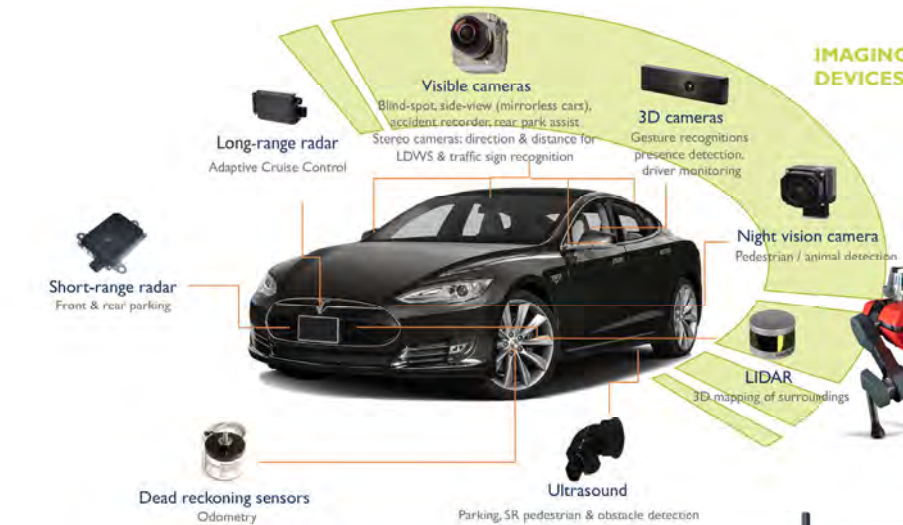 IMAGING
DEVICES
Visible cameras
Blind-spot, side-view (mirrorless cars),
accident recorder, rear park assist
Stereo cameras: direction & distance for
LDWS & traffic sign recognition
3D cameras
Gesture recognitions
presence detection,
driver monitoring
Long-range radar
Adaptive Cruise Control
Night vision camera
Pedestrian / animal detection
Short-range radar
Front & rear parking
LIDAR
3D mapping of surroundings
Dead reckoning sensors
Odometry
Ultrasound
Parking, SR pedestrian & obstacle detection